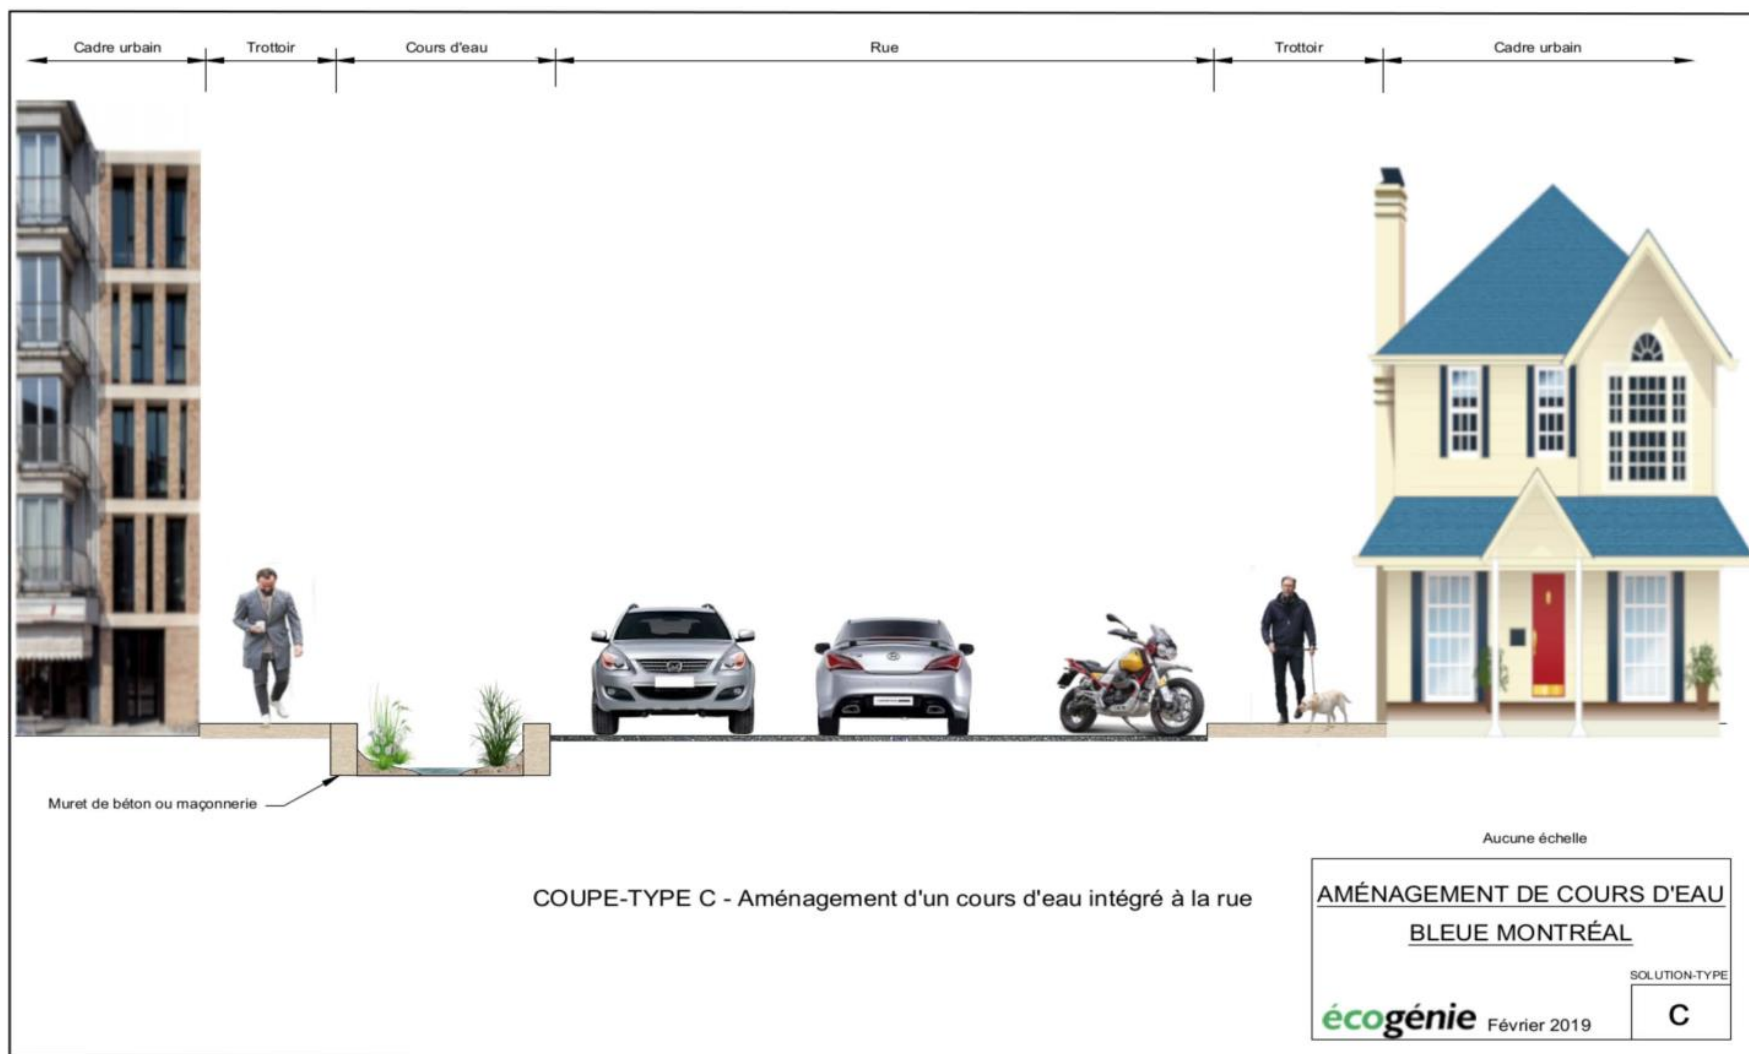 Cadre urbain
Trottoir
Cours d'eau
Rue
Trottoir
Cadre urbain
Muret de béton ou maçonnerie
Aucune échelle
COUPE-TYPE C - Aménagement d'un cours d'eau intégré à la rue
AMÉNAGEMENT DE COURS D'EAU
BLEUE MONTRÉAL
SOLUTION-TYPE
C
écogénie Février 2019